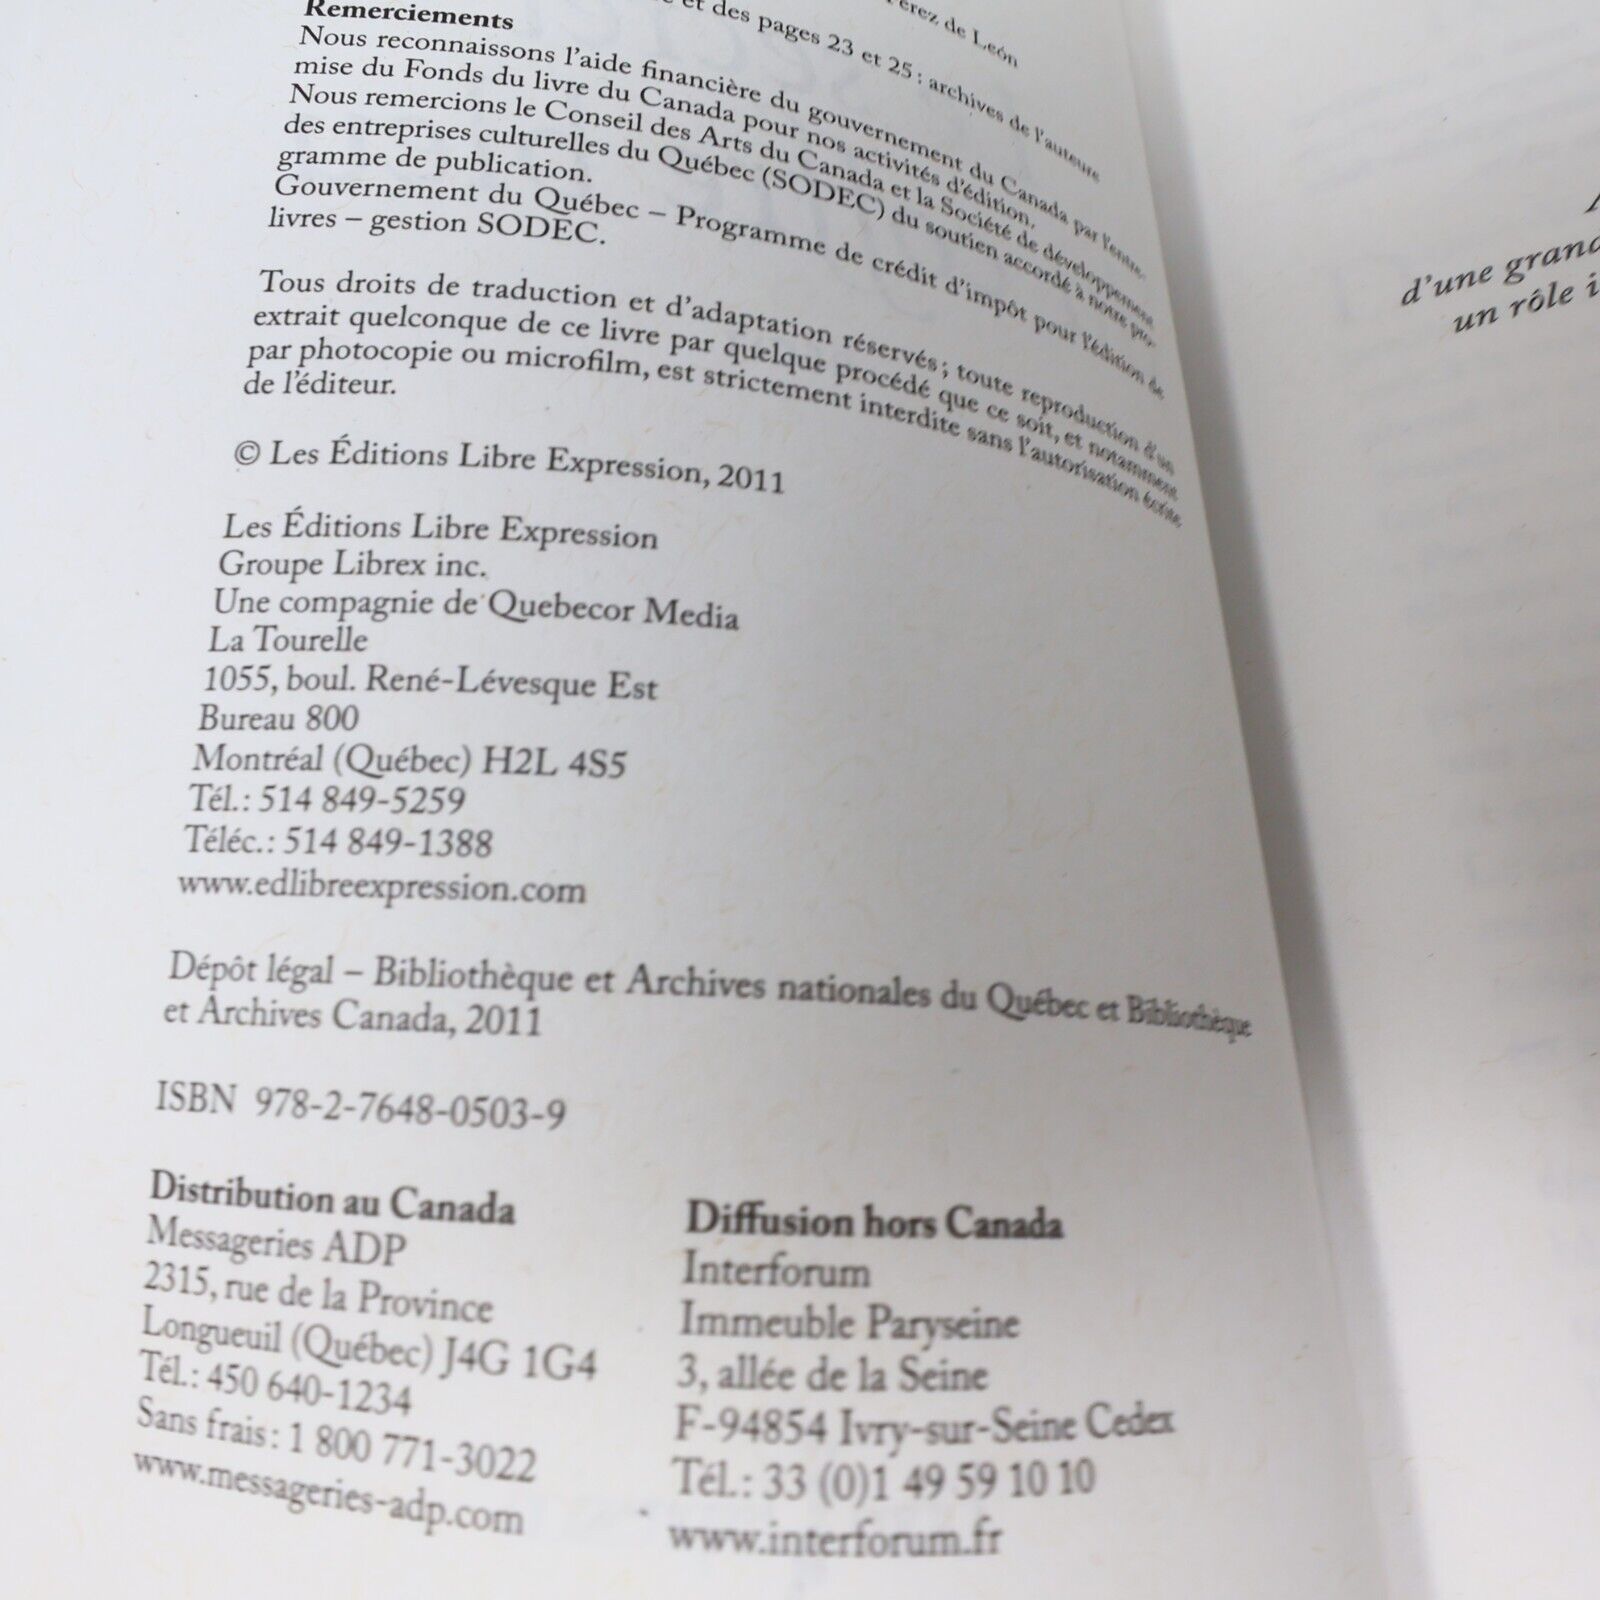 de León
et des pages 23 et 25 : archives de l'auteure
Remerciements
Nous reconnaissons l'aide financière du gouvernement du Canada par l'entre-
mise du Fonds du livre du Canada pour nos activités d'édition.
Nous remercions le Conseil des Arts du Canada et la Société de développement
des entreprises culturelles du Québec (SODEC) du soutien accordé à notre pro-
gramme de publication.
Gouvernement du Québec – Programme de crédit d'impôt pour l'édition de
livres – gestion SODEC.
Tous droits de traduction et d'adaptation réservés ; toute reproduction d'un
extrait quelconque de ce livre par quelque procédé que ce soit, et notamment
par photocopie ou microfilm, est strictement interdite sans l'autorisation écrite
de l'éditeur.
© Les Éditions Libre Expression, 2011
Les Éditions Libre Expression
Groupe Librex inc.
Une compagnie de Quebecor Media
La Tourelle
1055, boul. René-Lévesque Est
Bureau 800
Montréal (Québec) H2L 4S5
Tél. : 514 849-5259
Téléc. : 514 849-1388
www.edlibreexpression.com
Dépôt légal – Bibliothèque et Archives nationales du Québec et Bibliothèque
et Archives Canada, 2011
ISBN 978-2-7648-0503-9
Distribution au Canada
Messageries ADP
2315, rue de la Province
Longueuil (Québec) J4G 1G4
Tél. : 450 640-1234
Sans frais : 1 800 771-3022
www.messageries-adp.com
Diffusion hors Canada
Interforum
Immeuble Paryseine
3, allée de la Seine
F-94854 Ivry-sur-Seine Cedex
Tél. : 33 (0)1 49 59 10 10
www.interforum.fr
d'une
un rôle